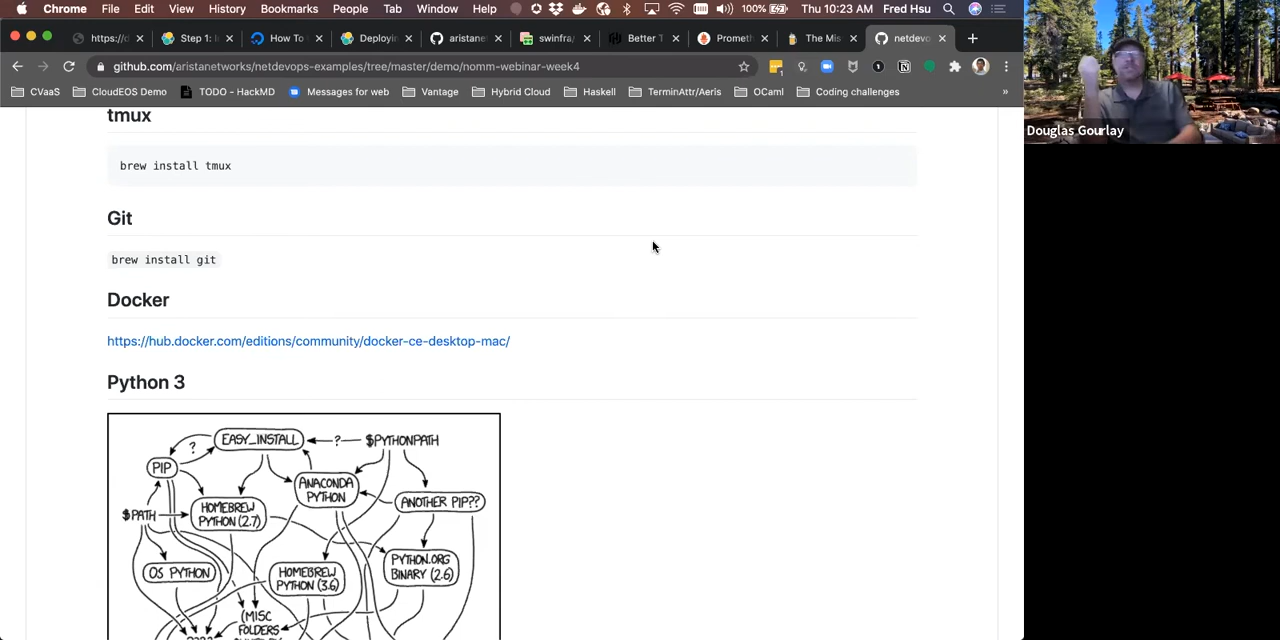 Chrome File Edit View History Bookmarks People Tab Window Help 100% Thu 10:23 AM Fred Hsu
https://d Step 1: I How To Deployin aristane swinfra/ Better T Prometh The Mis netdevo
github.com/aristanetworks/netdevops-examples/tree/master/demo/nomm-webinar-week4
CVaaS CloudEOS Demo TODO - HackMD Messages for web Vantage Hybrid Cloud Haskell TerminAttr/Aeris OCaml Coding challenges »
Douglas Gourlay
tmux
brew install tmux
Git
brew install git
Docker
https://hub.docker.com/editions/community/docker-ce-desktop-mac/
Python 3
EASY_INSTALL
?
?
$PYTHONPATH
PIP
ANACONDA
PYTHON
ANOTHER PIP??
HOMEBREW
PYTHON (2.7)
$PATH
PYTHON.ORG
BINARY (2.6)
OS PYTHON
HOMEBREW
PYTHON (3.6)
(MISC
FOLDERS